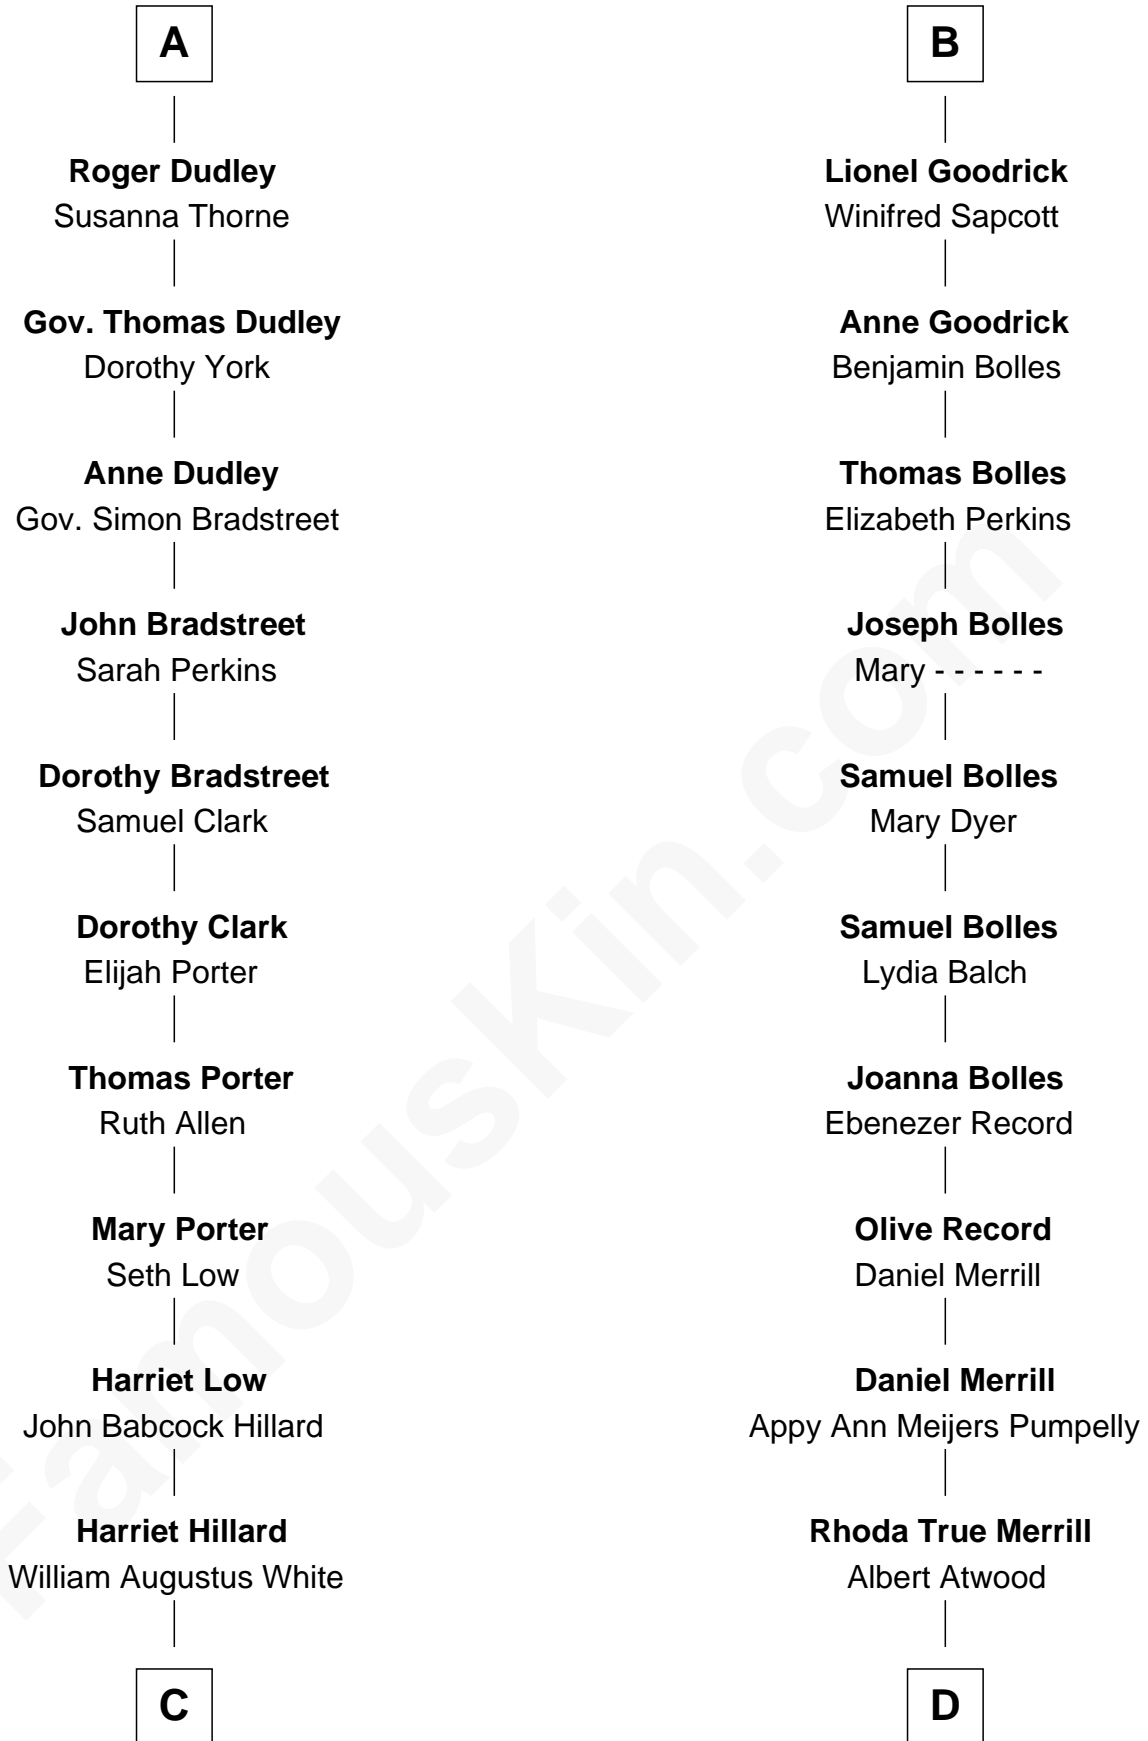 A
Roger Dudley
Susanna Thorne
Gov. Thomas Dudley
Dorothy York
Anne Dudley
Gov. Simon Bradstreet
John Bradstreet
Sarah Perkins
Dorothy Bradstreet
Samuel Clark
Dorothy Clark
Elijah Porter
Thomas Porter
Ruth Allen
Mary Porter
Seth Low
Harriet Low
John Babcock Hillard
Harriet Hillard
William Augustus White
C
B
Lionel Goodrick
Winifred Sapcott
Anne Goodrick
Benjamin Bolles
Thomas Bolles
Elizabeth Perkins
Joseph Bolles
Mary - - - - - -
Samuel Bolles
Mary Dyer
Samuel Bolles
Lydia Balch
Joanna Bolles
Ebenezer Record
Olive Record
Daniel Merrill
Daniel Merrill
Appy Ann Meijers Pumpelly
Rhoda True Merrill
Albert Atwood
D
FamousKin.com